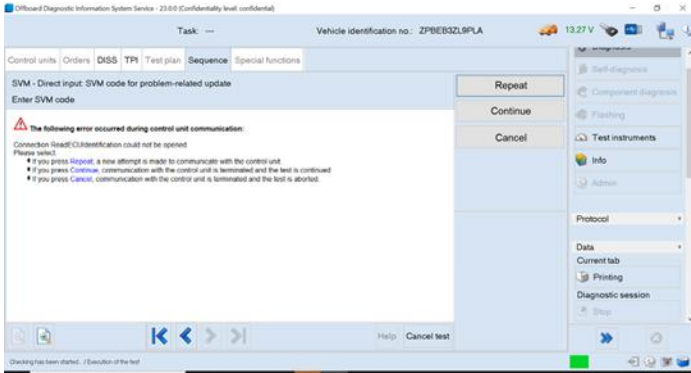 Offboard Diagnostic Information System Service - 23.0.0 (Confidentiality level: confidential)
Task: ---
Vehicle identification no.: ZPBEB3ZL9PLA
13.27 V
Control units Orders DISS TPI Test plan Sequence Special functions
SVM - Direct input: SVM code for problem-related update
Enter SVM code
The following error occurred during control unit communication:
Connection ReadECUIdentification could not be opened
Please select:
If you press Repeat, a new attempt is made to communicate with the control unit
If you press Continue, communication with the control unit is terminated and the test is continued
If you press Cancel, communication with the control unit is terminated and the test is aborted.
Repeat
Continue
Cancel
Help
Cancel test
Diagnosis
Self-diagnosis
Component diagnosis
Flashing
Test instruments
Info
Admin
Protocol
Data
Current tab
Printing
Diagnostic session
Stop
Checking has been started.. / Execution of the test